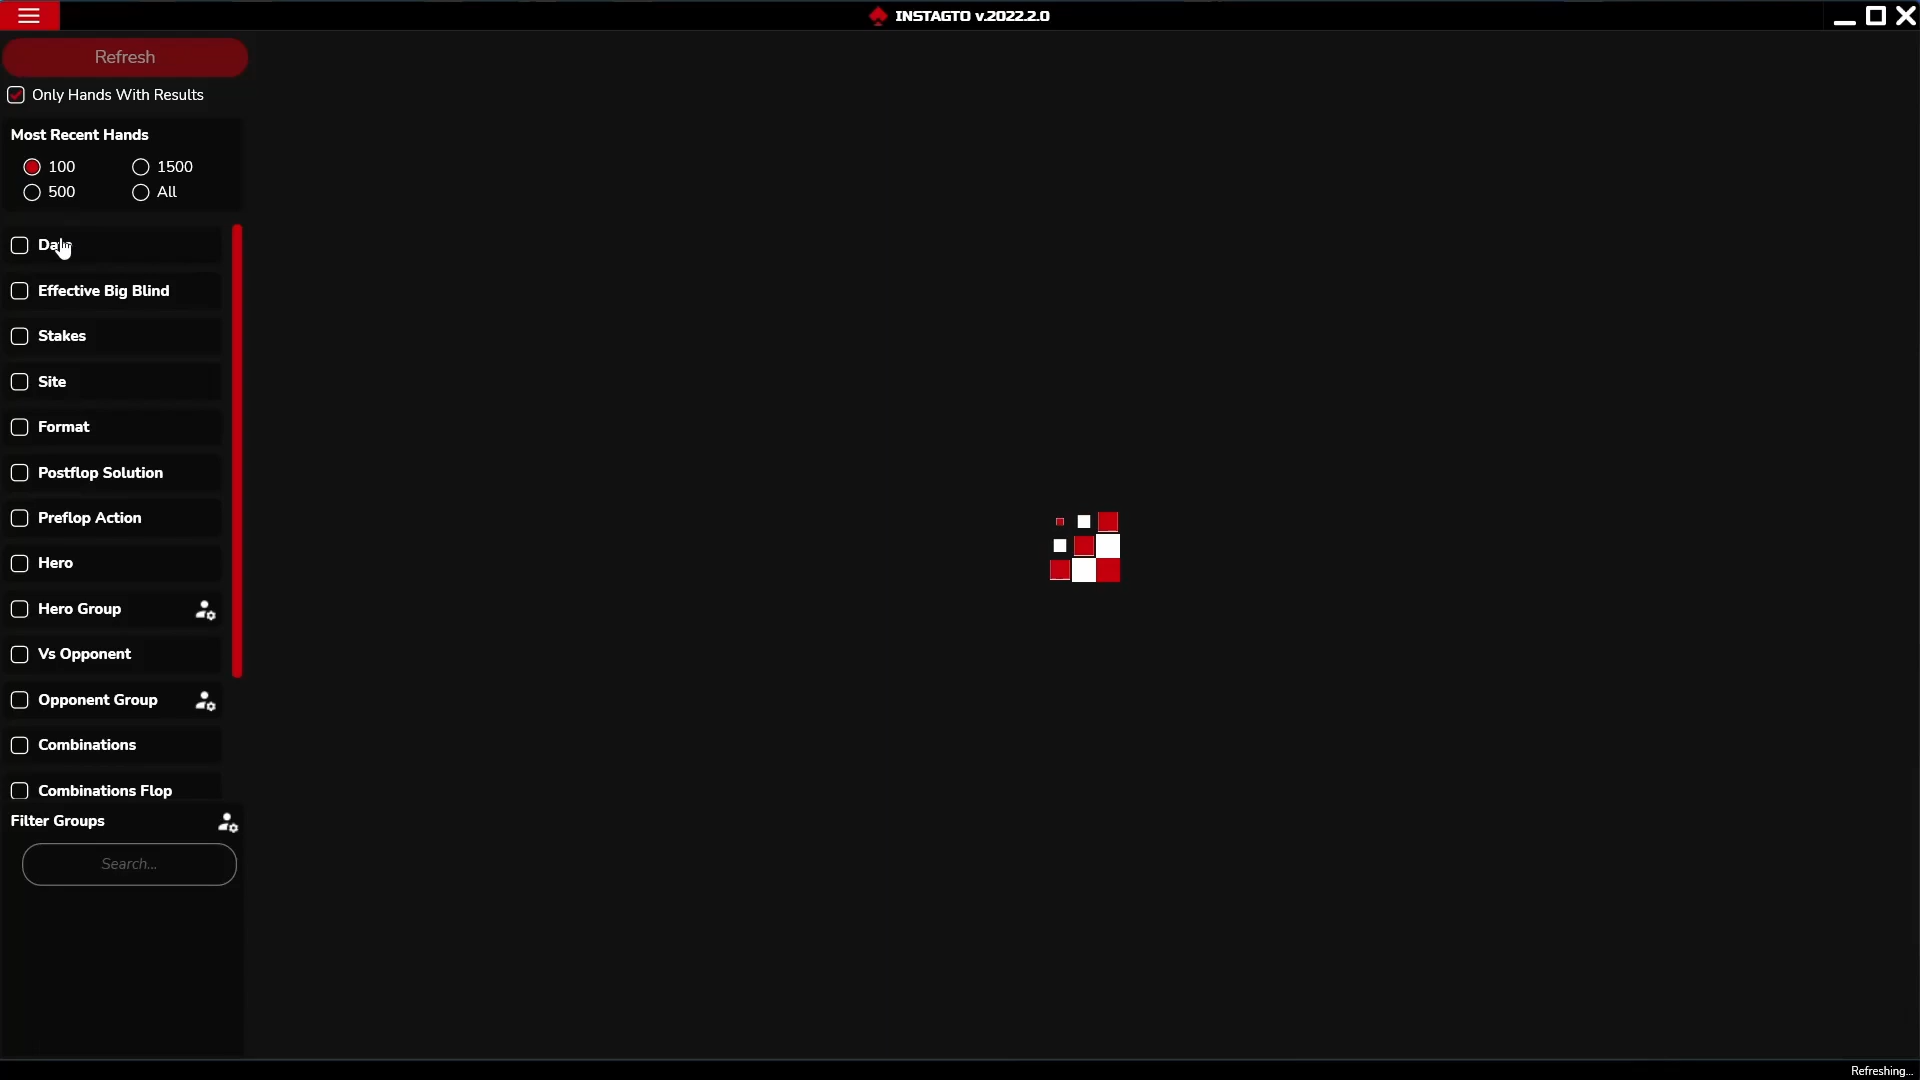 INSTAGTO v.2022.2.0
Refresh
Only Hands With Results
Most Recent Hands
100
1500
500
All
Effective Big Blind
Stakes
Site
Format
Postflop Solution
Preflop Action
Hero
Hero Group
Vs Opponent
Opponent Group
Combinations
Combinations Flop
Filter Groups
Search...
Refreshing...